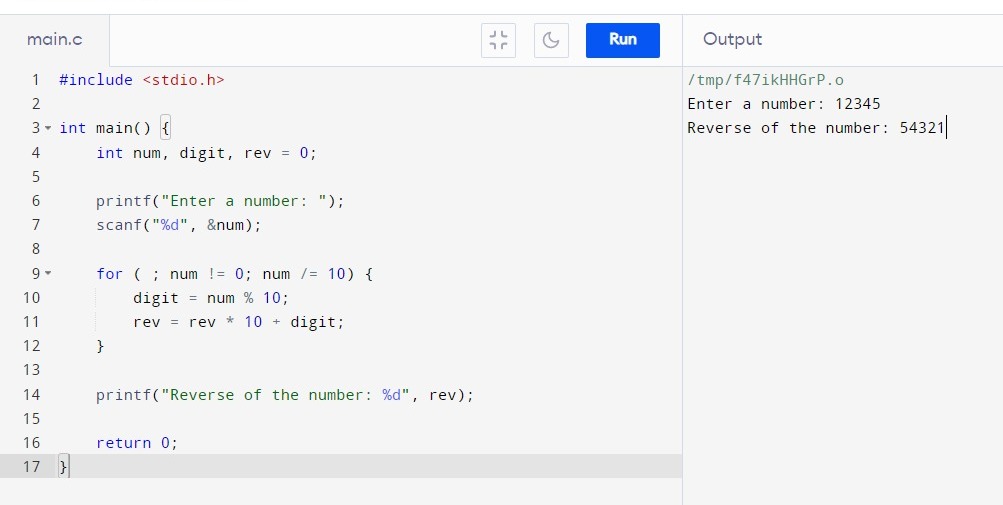 main.c
Run
Output
1 #include <stdio.h>
2
3 int main() {
4     int num, digit, rev = 0;
5
6     printf("Enter a number: ");
7     scanf("%d", &num);
8
9     for ( ; num != 0; num /= 10) {
10         digit = num % 10;
11         rev = rev * 10 + digit;
12     }
13
14     printf("Reverse of the number: %d", rev);
15
16     return 0;
17 }
/tmp/f47ikHHGrP.o
Enter a number: 12345
Reverse of the number: 54321